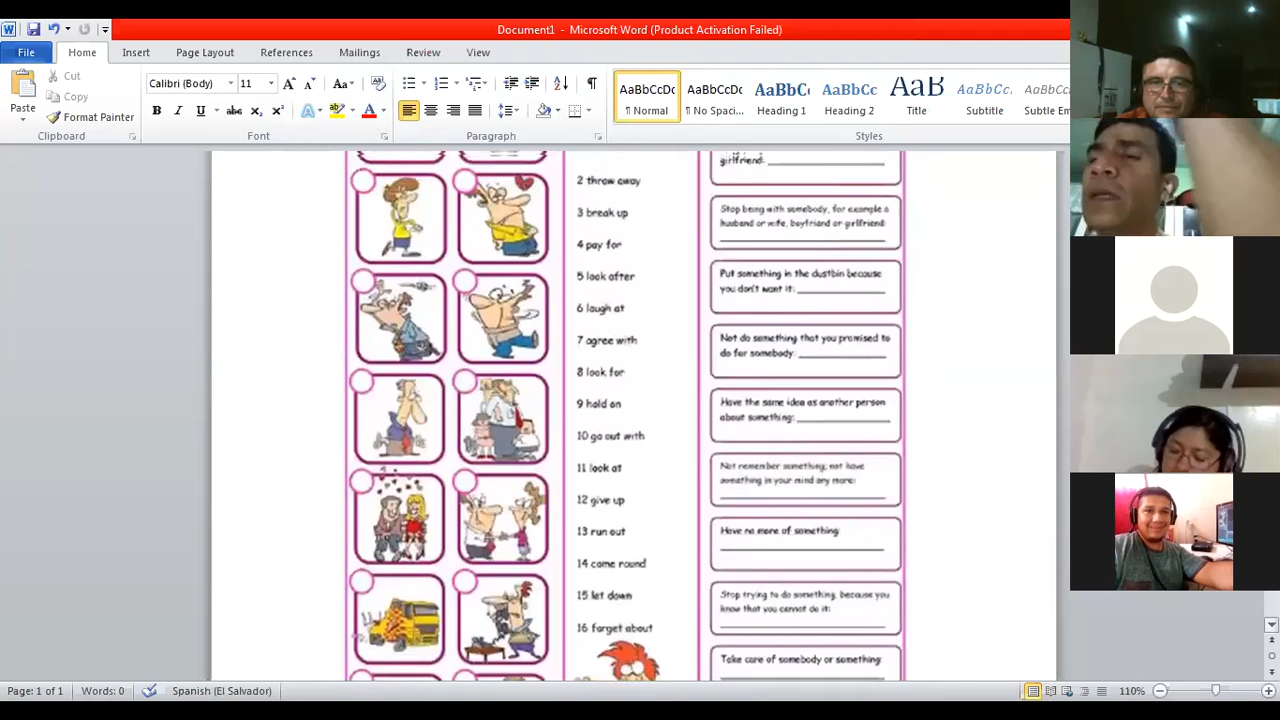 Document1 - Microsoft Word (Product Activation Failed)
File Home Insert Page Layout References Mailings Review View
Paste
Cut
Copy
Format Painter
Clipboard
Calibri (Body) 11
Font
Paragraph
AaBbCcDc AaBbCcDc AaBbC AaBbCc AaB AaBbCc. AaBbCc
¶ Normal ¶ No Spaci... Heading 1 Heading 2 Title Subtitle Subtle Em
Styles
2 throw away
3 break up
4 pay for
5 look after
6 laugh at
7 agree with
8 look for
9 hold on
10 go out with
11 look at
12 give up
13 run out
14 come round
15 let down
16 forget about
girlfriend:
Stop being with somebody, for example a
husband or wife, boyfriend or girlfriend:
Put something in the dustbin because
you don't want it:
Not do something that you promised to
do for somebody:
Have the same idea as another person
about something:
Not remember something; not have
something in your mind any more:
Have no more of something:
Stop trying to do something, because you
know that you cannot do it:
Take care of somebody or something:
Page: 1 of 1 Words: 0 Spanish (El Salvador) 110%